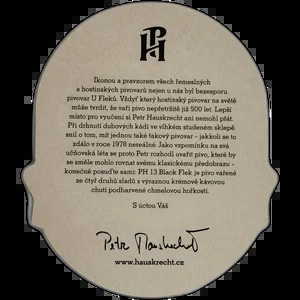 PH
Ikonou a pravzorem všech řemeslných
a hostinských pivovarů nejen u nás byl bezesporu
pivovar U Fleků. Vždyť který hostinský pivovar na světě
může tvrdit, že vaří pivo nepřetržitě již 500 let. Lepší
místo pro vyučení si Petr Hauskrecht ani nemohl přát.
Při drhnutí dubových kádí ve vlhkém studeném sklepě
snil o tom, mít jednou také takový pivovar - jakkoli se to
zdálo v roce 1978 nereálné. Jako vzpomínku na svá
učňovská léta se proto Petr rozhodl uvařit pivo, které by
se směle mohlo rovnat svému klasickému předobrazu -
konečně posuďte sami: PH 13 Black Flek je pivo vařené
ze čtyř druhů sladů s výraznou krémově kávovou
chutí podbarvené chmelovou hořkostí.
S úctou Váš
Petr Hauskrecht
www.hauskrecht.cz